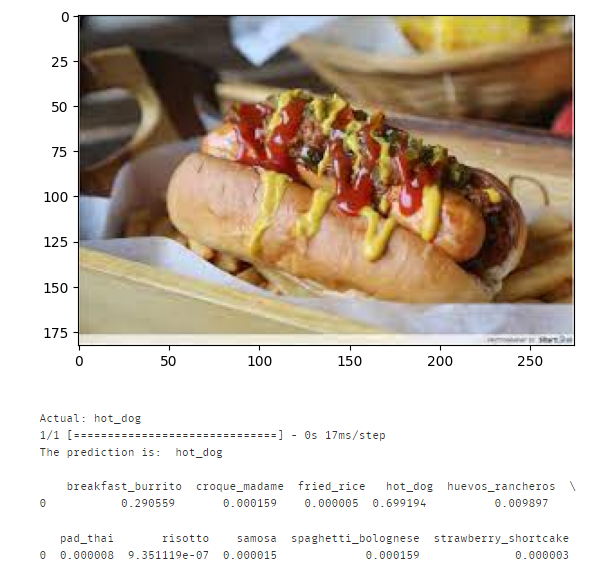 0
25
50
75
100
125
150
175
0 50 100 150 200 250
Actual: hot_dog
1/1 [==============================] - 0s 17ms/step
The prediction is:  hot_dog
breakfast_burrito  croque_madame  fried_rice  hot_dog  huevos_rancheros  \
0  0.290559  0.000159  0.000005  0.699194  0.009897
pad_thai  risotto  samosa  spaghetti_bolognese  strawberry_shortcake
0  0.000008  9.351119e-07  0.000015  0.000159  0.000003